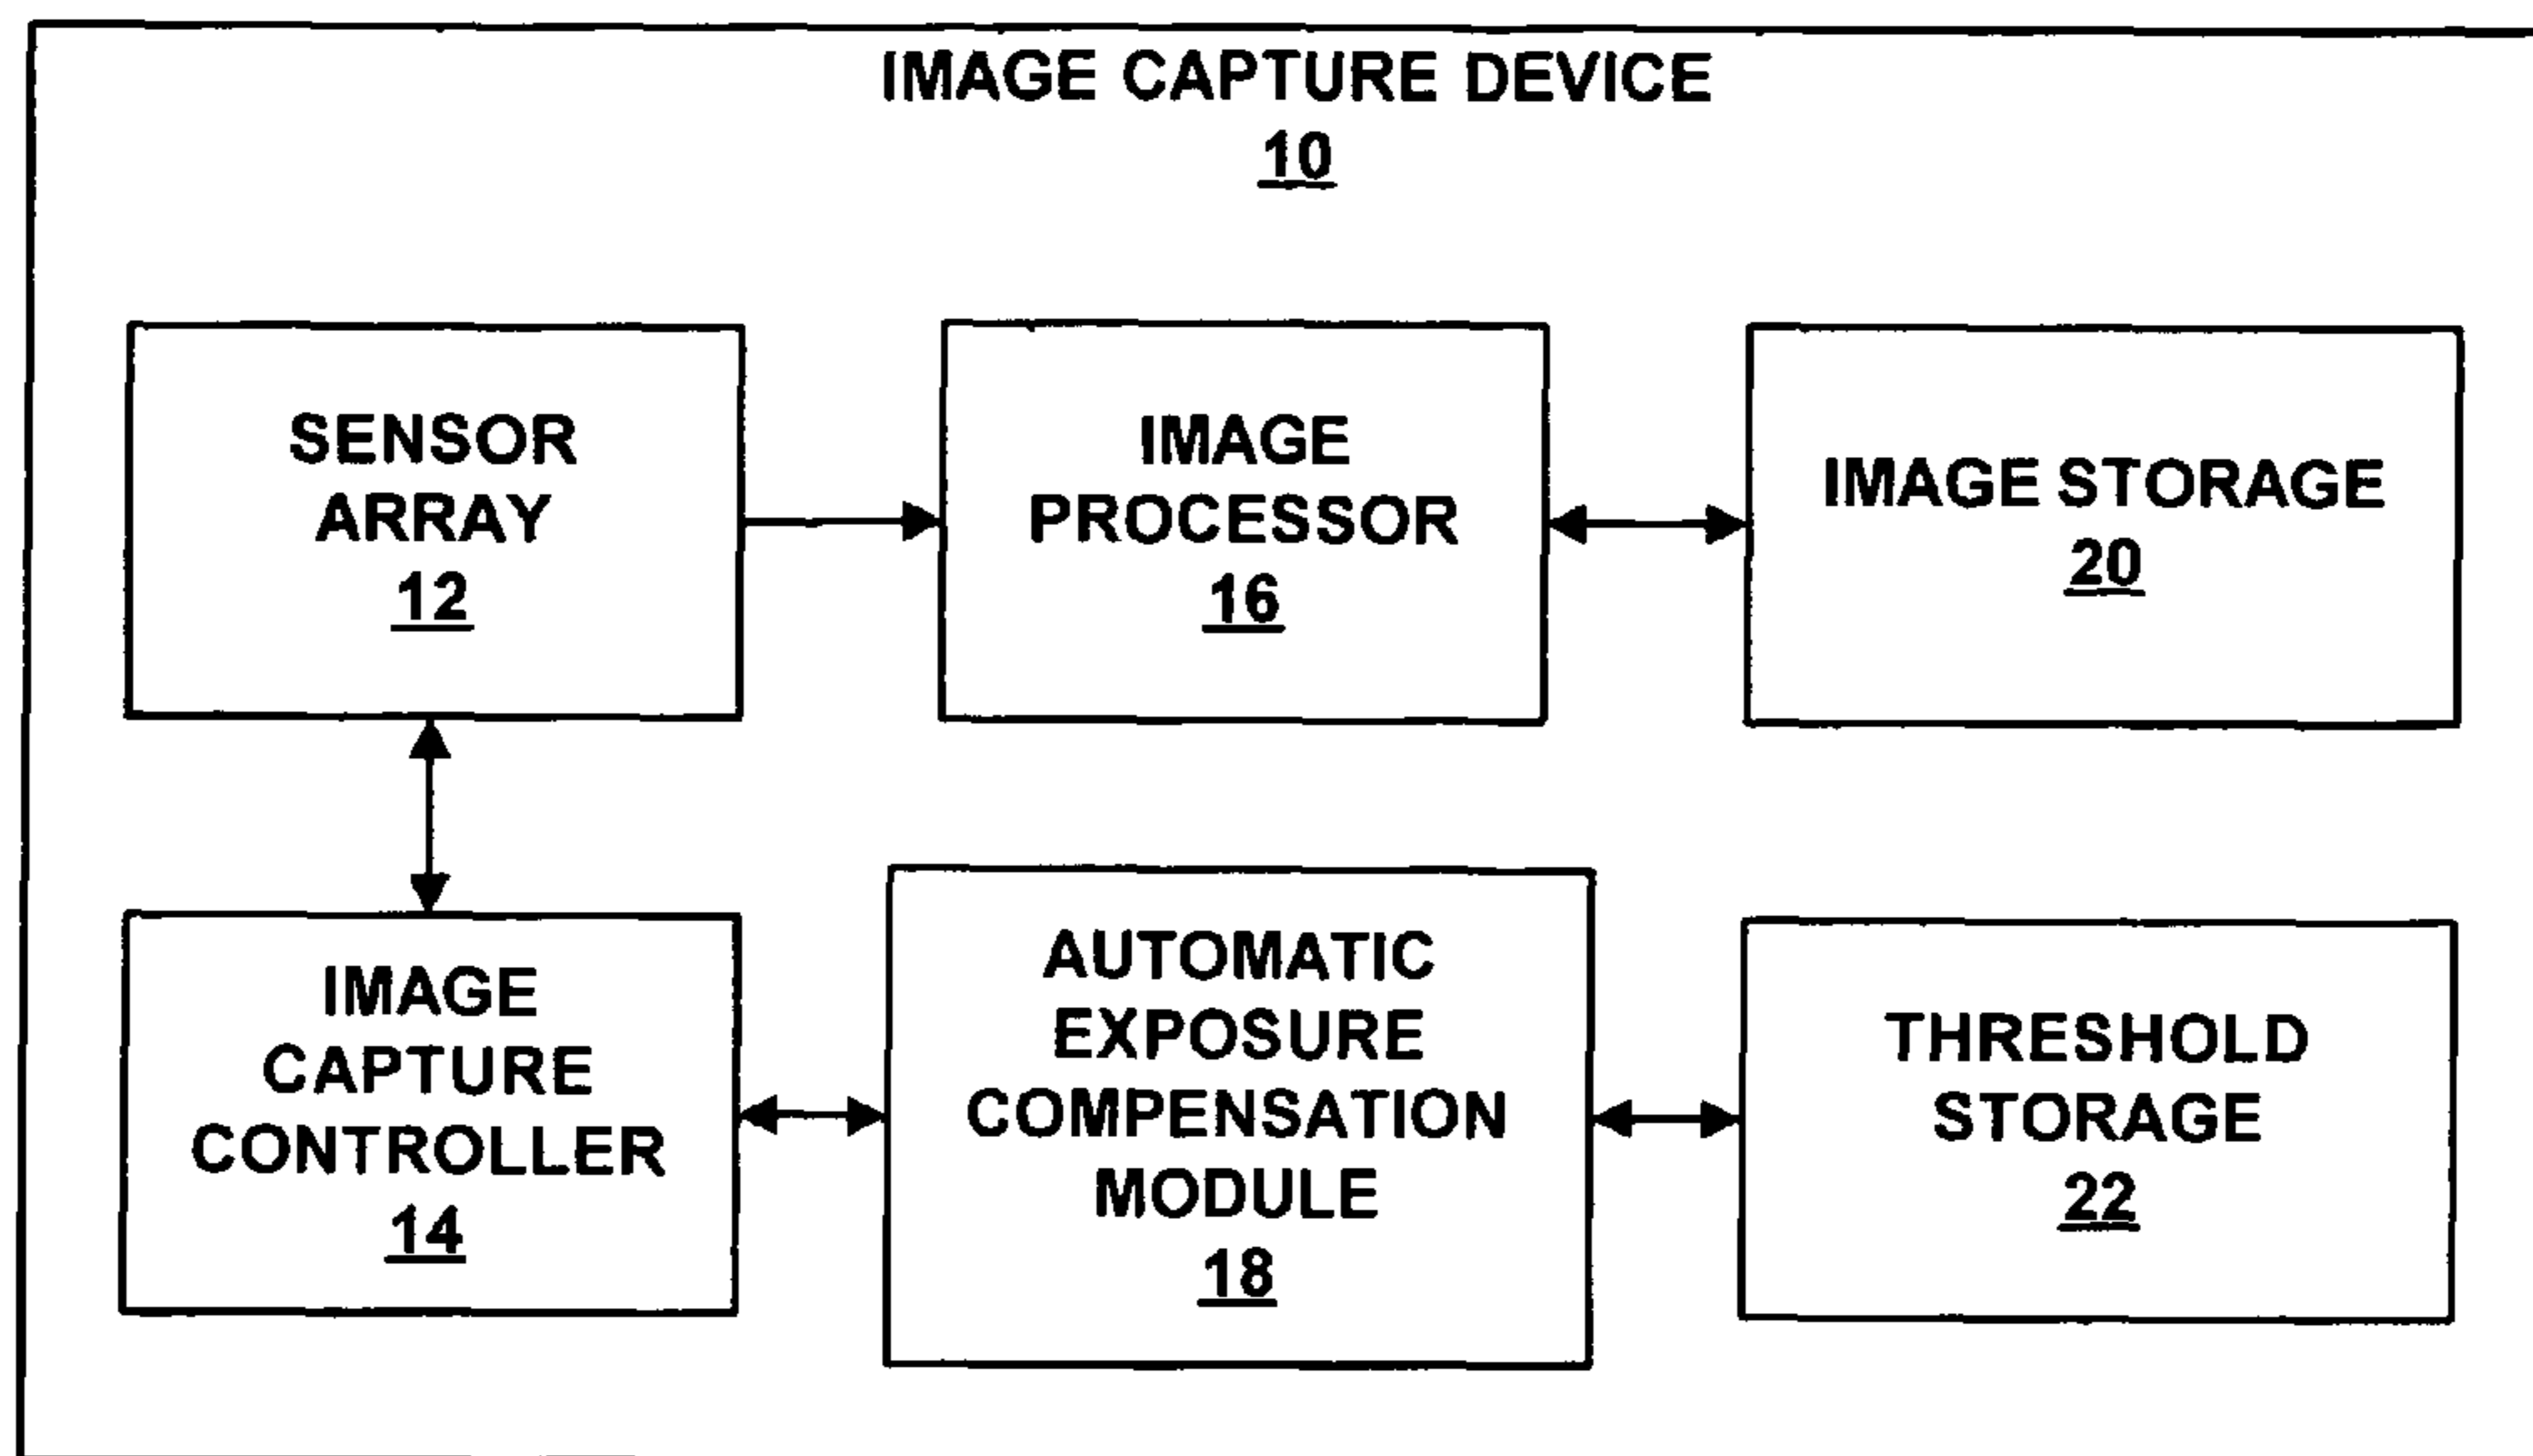 IMAGE CAPTURE DEVICE
10
SENSOR
ARRAY
12
IMAGE
PROCESSOR
16
IMAGE STORAGE
20
IMAGE
CAPTURE
CONTROLLER
14
AUTOMATIC
EXPOSURE
COMPENSATION
MODULE
18
THRESHOLD
STORAGE
22